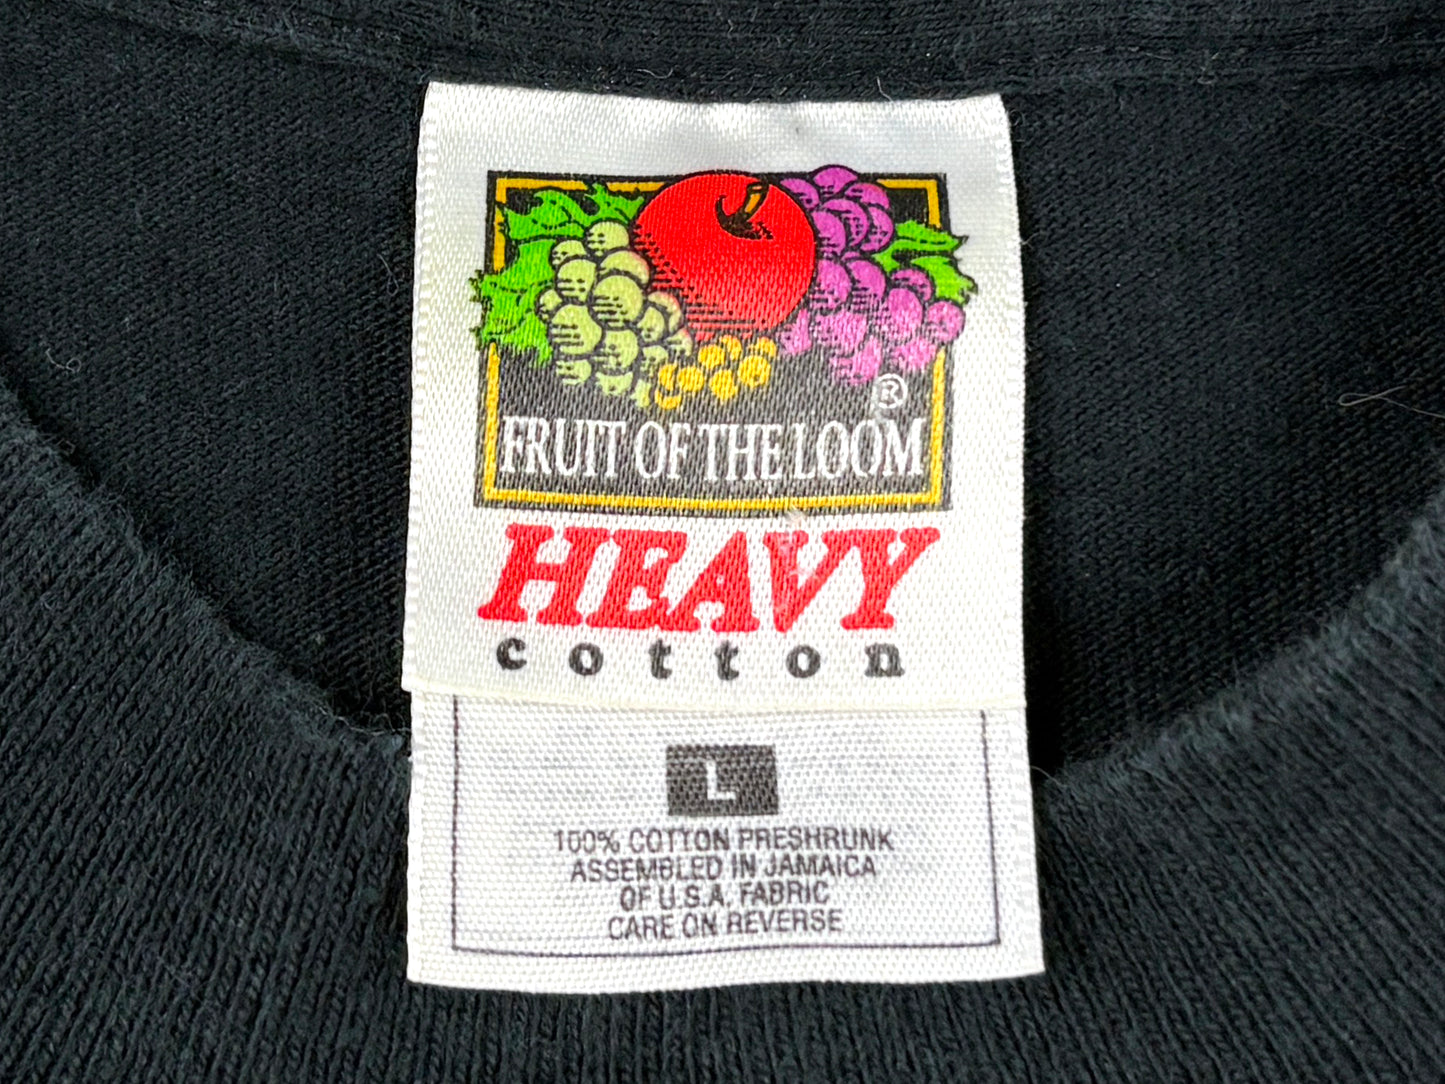 ®
FRUIT OF THE LOOM
HEAVY
cotton
L
100% COTTON PRESHRUNK
ASSEMBLED IN JAMAICA
OF U.S.A. FABRIC
CARE ON REVERSE